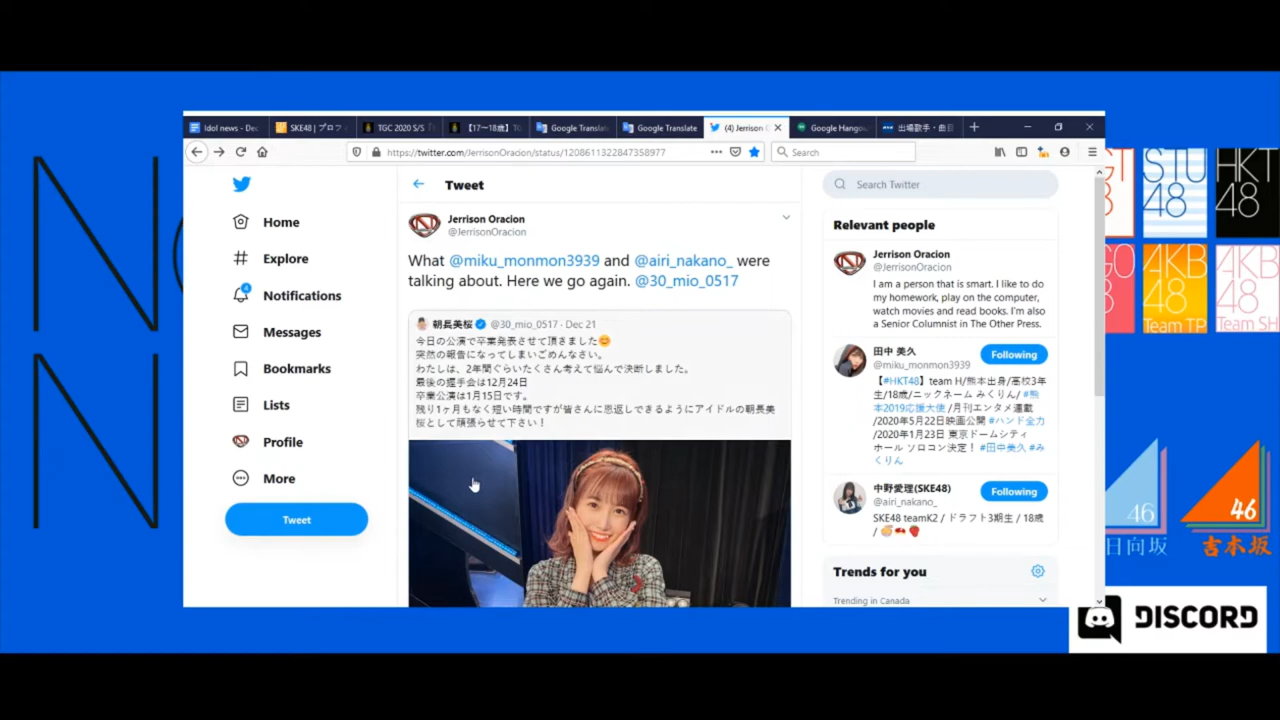 Idol news - Dec
SKE48 | プロフ
TGC 2020 S/S
【17〜18歳】TG
Google Translate
Google Translate
(4) Jerrison O
Google Hangou
出場歌手・曲目
https://twitter.com/JerrisonOracion/status/1208611322847358977
Search
Home
Explore
4
Notifications
Messages
Bookmarks
Lists
Profile
More
Tweet
Tweet
Jerrison Oracion
@JerrisonOracion
What @miku_monmon3939 and @airi_nakano_ were
talking about. Here we go again. @30_mio_0517
朝長美桜 @30_mio_0517 · Dec 21
今日の公演で卒業発表させて頂きました😊
突然の報告になってしまいごめんなさい。
わたしは、2年間ぐらいたくさん考えて悩んで決断しました。
最後の握手会は12月24日
卒業公演は1月15日です。
残り1ヶ月もなく短い時間ですが皆さんに恩返しできるようにアイドルの朝長美
桜として頑張らせて下さい！
Search Twitter
Relevant people
Jerrison Oracion
@JerrisonOracion
I am a person that is smart. I like to do
my homework, play on the computer,
watch movies and read books. I'm also
a Senior Columnist in The Other Press.
田中 美久
@miku_monmon3939
Following
【#HKT48】team H/熊本出身/高校3年
生/18歳/ニックネーム みくりん/ #熊
本2019応援大使 /月刊エンタメ連載
/2020年5月22日映画公開 #ハンド全力
/2020年1月23日 東京ドームシティ
ホール ソロコン決定！ #田中美久 #み
くりん
中野愛理(SKE48)
@airi_nakano_
Following
SKE48 teamK2 / ドラフト3期生 / 18歳
/
Trends for you
Trending in Canada
N
N
STU
48
HKT
48
48
AKB
48
Team TP
AKB
48
Team SH
46
日向坂
46
吉本坂
DISCORD